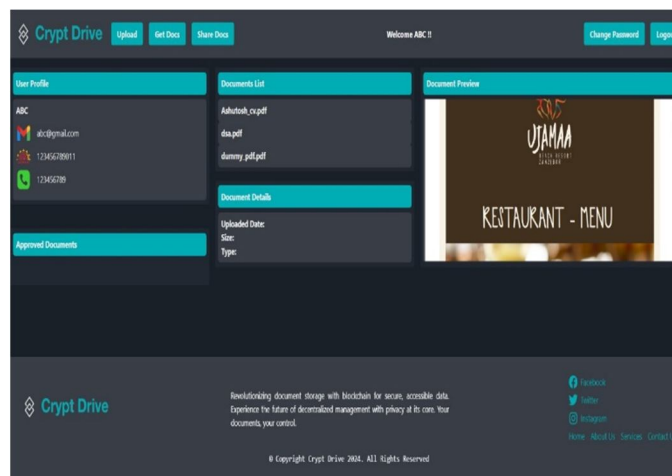 Crypt Drive Upload Get Docs Share Docs Welcome ABC !! Change Password Logou
User Profile
ABC
abc@gmail.com
123456789011
123456789
Approved Documents
Documents List
Ashutosh_cv.pdf
dsa.pdf
dummy_pdf.pdf
Document Details
Uploaded Date:
Size:
Type:
Document Preview
UJAMAA
BEACH RESORT
ZANZIBAR
RESTAURANT - MENU
Crypt Drive
Revolutionizing document storage with blockchain for secure, accessible data.
Experience the future of decentralized management with privacy at its core. Your
documents, your control.
© Copyright Crypt Drive 2024. All Rights Reserved
Facebook
Twitter
Instagram
Home About Us Services Contact U